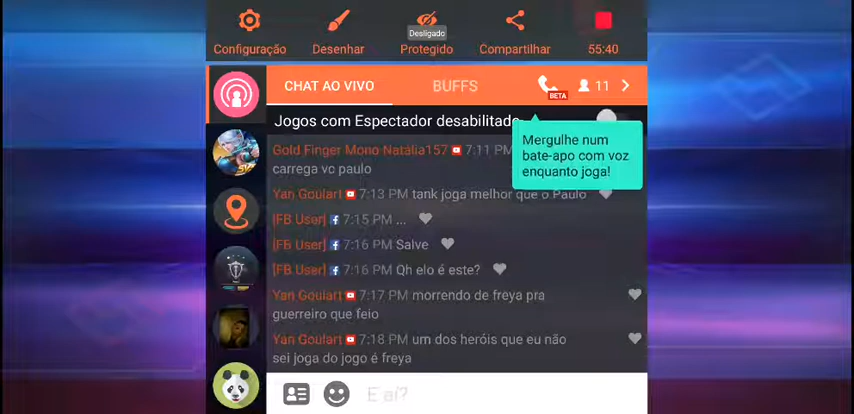 Desligado
Configuração Desenhar Protegido Compartilhar 55:40
CHAT AO VIVO BUFFS BETA 11
Jogos com Espectador desabilitado
Mergulhe num
bate-apo com voz
enquanto joga!
Gold Finger Mono Natália157 7:11 PM
carrega vc paulo
Yan Goulart 7:13 PM tank joga melhor que o Paulo
[FB User] 7:15 PM ...
[FB User] 7:16 PM Salve
[FB User] 7:16 PM Qh elo é este?
Yan Goulart 7:17 PM morrendo de freya pra
guerreiro que feio
Yan Goulart 7:18 PM um dos heróis que eu não
sei joga do jogo é freya
E aí?